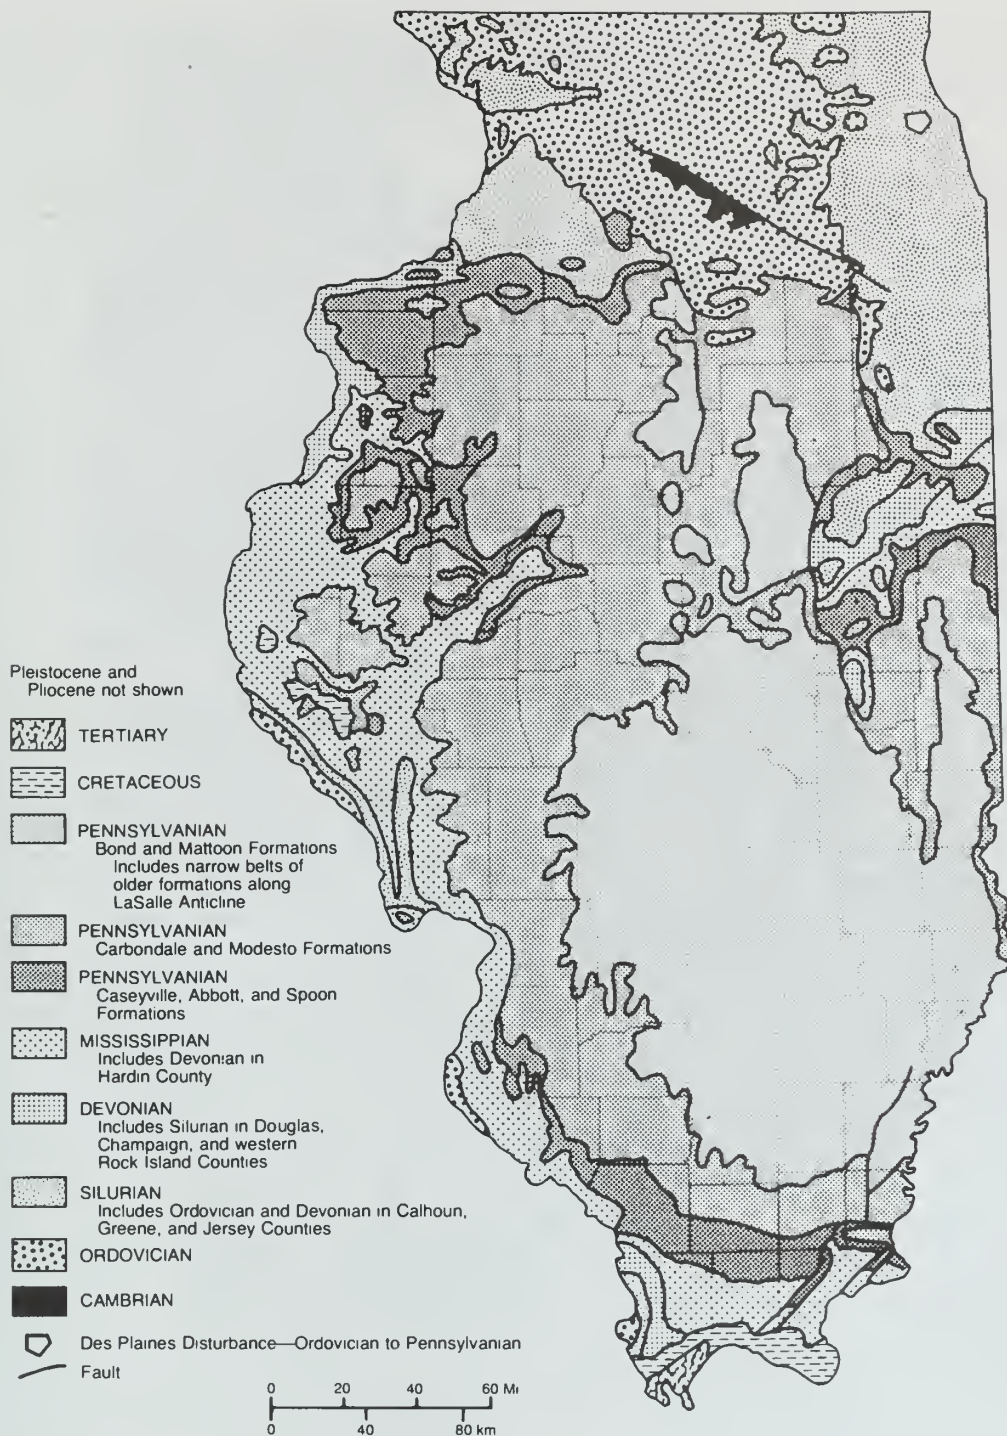 Pleistocene and
Pliocene not shown
TERTIARY
CRETACEOUS
PENNSYLVANIAN
Bond and Mattoon Formations
Includes narrow belts of
older formations along
LaSalle Anticline
PENNSYLVANIAN
Carbondale and Modesto Formations
PENNSYLVANIAN
Caseyville, Abbott, and Spoon
Formations
MISSISSIPPIAN
Includes Devonian in
Hardin County
DEVONIAN
Includes Silurian in Douglas,
Champaign, and western
Rock Island Counties
SILURIAN
Includes Ordovician and Devonian in Calhoun,
Greene, and Jersey Counties
ORDOVICIAN
CAMBRIAN
Des Plaines Disturbance—Ordovician to Pennsylvanian
Fault
0 20 40 60 Mi
0 40 80 km